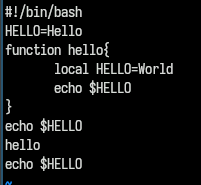 #!/bin/bash
HELLO=Hello
function hello{
        local HELLO=World
        echo $HELLO
}
echo $HELLO
hello
echo $HELLO
~